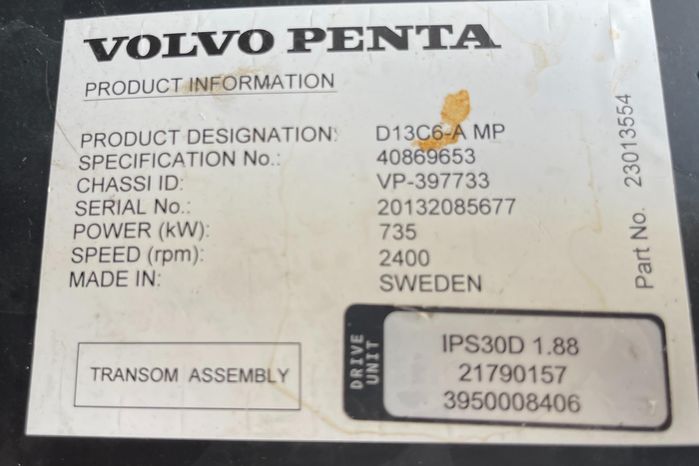 VOLVO PENTA
PRODUCT INFORMATION
PRODUCT DESIGNATION: D13C6-A MP
SPECIFICATION No.: 40869653
CHASSI ID: VP-397733
SERIAL No.: 20132085677
POWER (kW): 735
SPEED (rpm): 2400
MADE IN: SWEDEN
Part No. 23013554
TRANSOM ASSEMBLY
DRIVE UNIT
IPS30D 1.88
21790157
3950008406